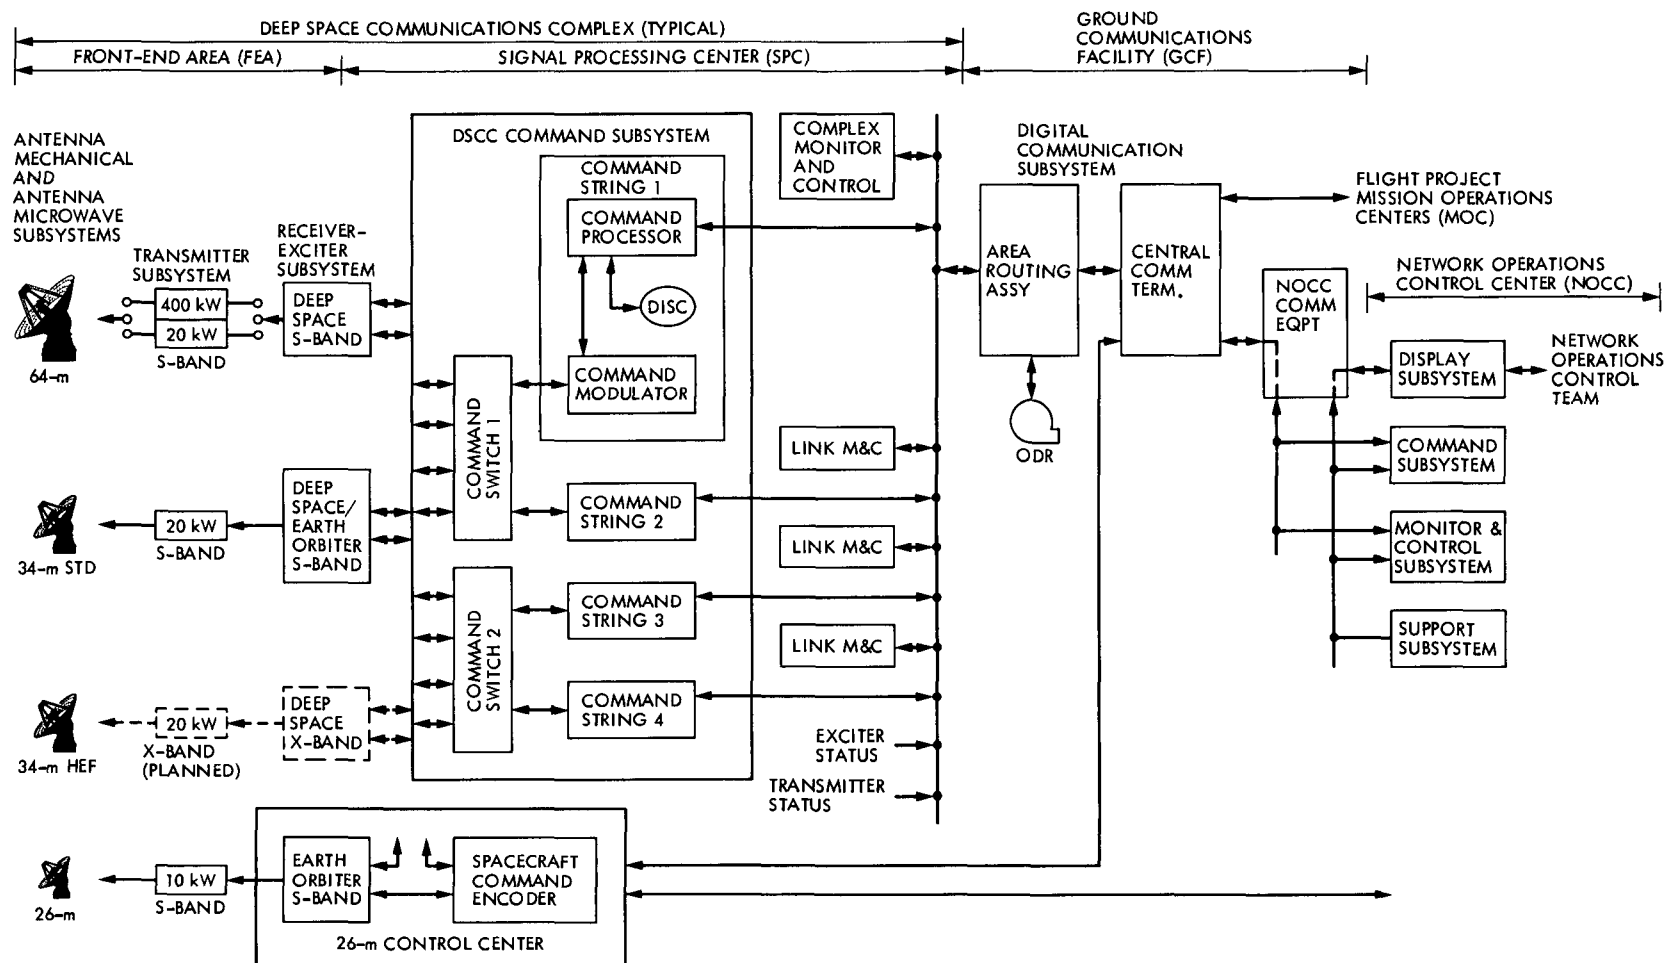 DEEP SPACE COMMUNICATIONS COMPLEX (TYPICAL)
GROUND
COMMUNICATIONS
FACILITY (GCF)
FRONT-END AREA (FEA)
SIGNAL PROCESSING CENTER (SPC)
ANTENNA
MECHANICAL
AND
ANTENNA
MICROWAVE
SUBSYSTEMS
TRANSMITTER
SUBSYSTEM
400 kW
20 kW
S-BAND
64-m
RECEIVER-
EXCITER
SUBSYSTEM
DEEP
SPACE
S-BAND
34-m STD
20 kW
S-BAND
DEEP
SPACE/
EARTH
ORBITER
S-BAND
34-m HEF
20 kW
X-BAND
(PLANNED)
DEEP
SPACE
X-BAND
DSCC COMMAND SUBSYSTEM
COMMAND
STRING 1
COMMAND
PROCESSOR
DISC
COMMAND
MODULATOR
COMMAND
SWITCH 1
COMMAND
STRING 2
COMMAND
SWITCH 2
COMMAND
STRING 3
COMMAND
STRING 4
COMPLEX
MONITOR
AND
CONTROL
LINK M&C
LINK M&C
LINK M&C
EXCITER
STATUS
TRANSMITTER
STATUS
DIGITAL
COMMUNICATION
SUBSYSTEM
AREA
ROUTING
ASSY
ODR
CENTRAL
COMM
TERM.
FLIGHT PROJECT
MISSION OPERATIONS
CENTERS (MOC)
NOCC
COMM
EQPT
NETWORK OPERATIONS
CONTROL CENTER (NOCC)
DISPLAY
SUBSYSTEM
NETWORK
OPERATIONS
CONTROL
TEAM
COMMAND
SUBSYSTEM
MONITOR &
CONTROL
SUBSYSTEM
SUPPORT
SUBSYSTEM
26-m
10 kW
S-BAND
EARTH
ORBITER
S-BAND
SPACECRAFT
COMMAND
ENCODER
26-m CONTROL CENTER